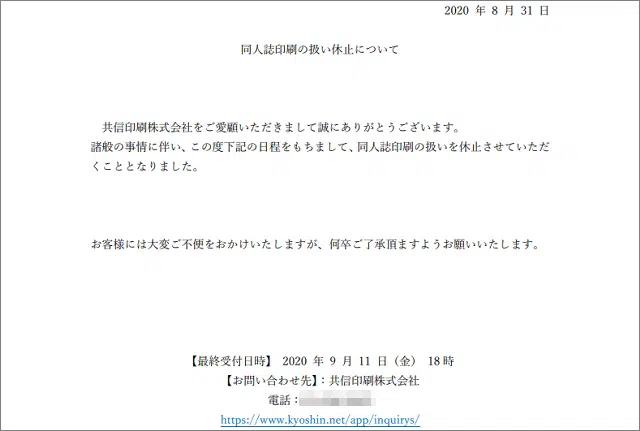 2020 年 8 月 31 日
同人誌印刷の扱い休止について
共信印刷株式会社をご愛顧いただきまして誠にありがとうございます。
諸般の事情に伴い、この度下記の日程をもちまして、同人誌印刷の扱いを休止させていただ
くこととなりました。
お客様には大変ご不便をおかけいたしますが、何卒ご了承頂ますようお願いいたします。
【最終受付日時】 2020 年 9 月 11 日（金） 18時
【お問い合わせ先】：共信印刷株式会社
電話：
https://www.kyoshin.net/app/inquirys/